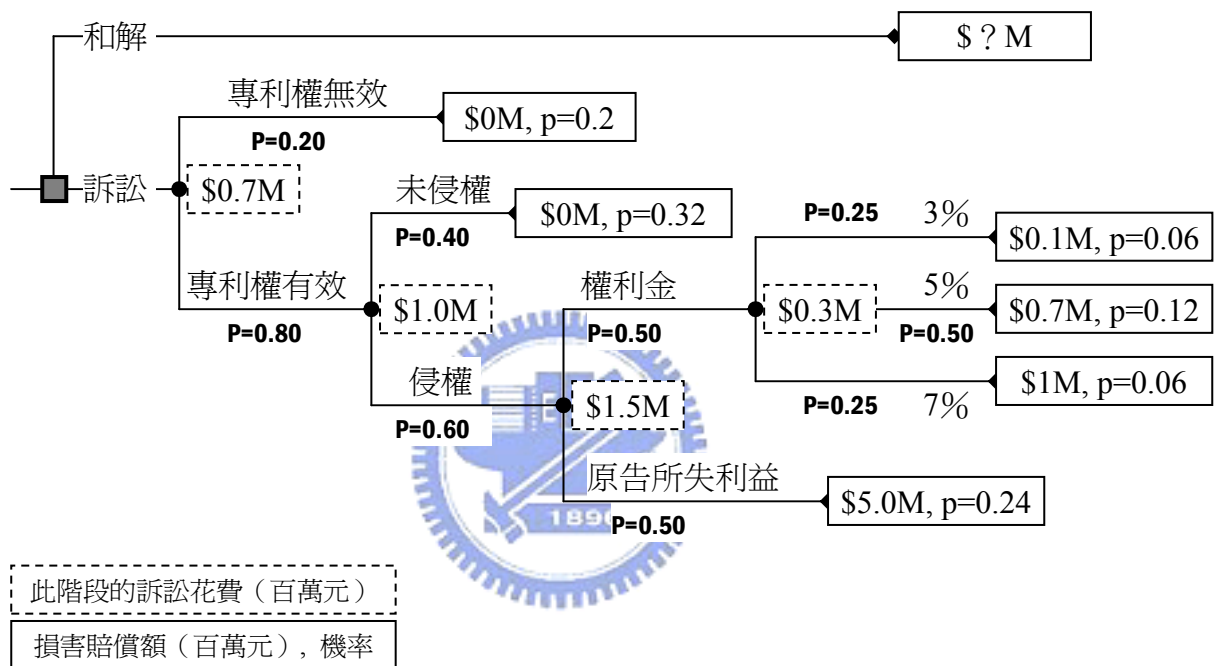 和解
$ ? M
專利權無效
P=0.20
$0M, p=0.2
訴訟
$0.7M
未侵權
P=0.40
$0M, p=0.32
P=0.25
3%
$0.1M, p=0.06
專利權有效
P=0.80
$1.0M
權利金
P=0.50
$0.3M
5%
P=0.50
$0.7M, p=0.12
侵權
P=0.60
$1.5M
P=0.25
7%
$1M, p=0.06
原告所失利益
P=0.50
$5.0M, p=0.24
189
此階段的訴訟花費（百萬元）
損害賠償額（百萬元）, 機率